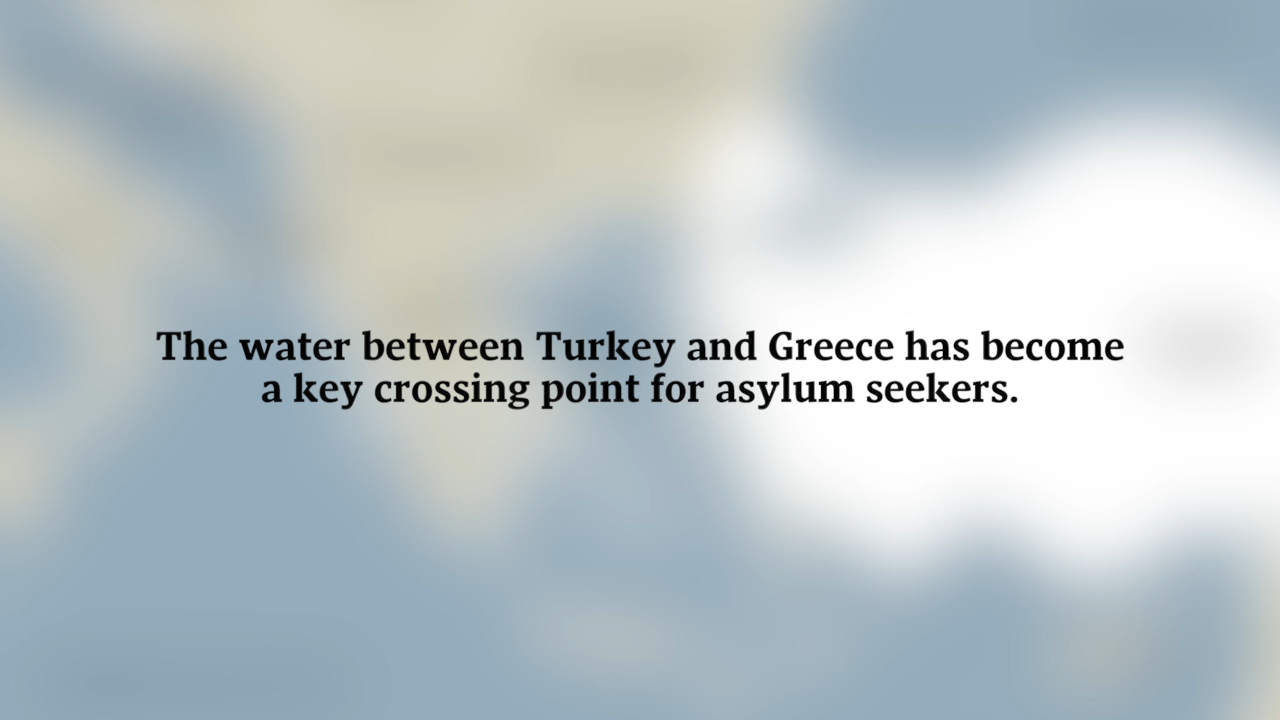 The water between Turkey and Greece has become
a key crossing point for asylum seekers.